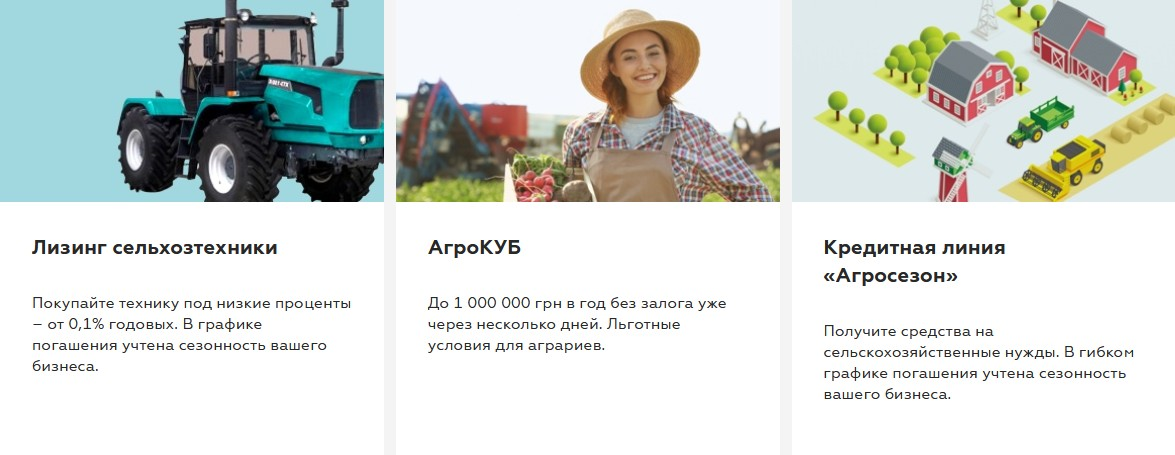 Лизинг сельхозтехники
Покупайте технику под низкие проценты
– от 0,1% годовых. В графике
погашения учтена сезонность вашего
бизнеса.
АгроКУБ
До 1 000 000 грн в год без залога уже
через несколько дней. Льготные
условия для аграриев.
Кредитная линия
«Агросезон»
Получите средства на
сельскохозяйственные нужды. В гибком
графике погашения учтена сезонность
вашего бизнеса.